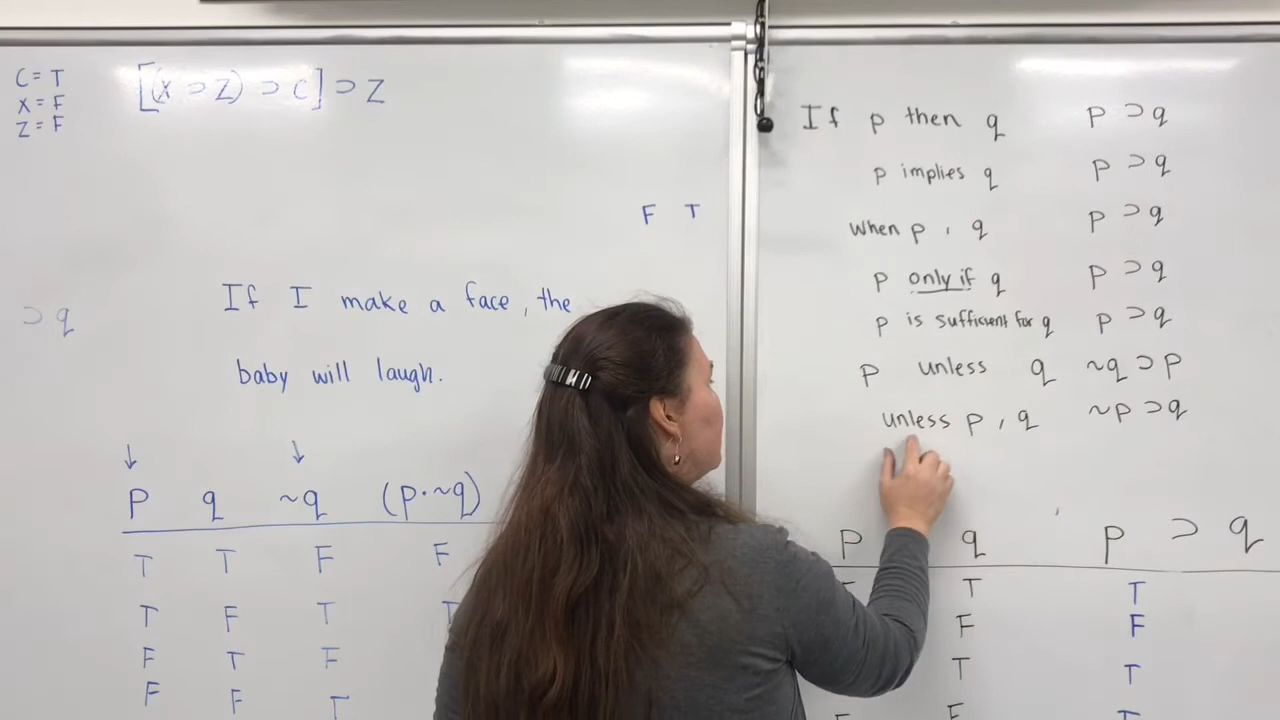 C = T
X = F
Z = F
[(X ⊃ Z) ⊃ C] ⊃ Z
F T
⊃ q
If I make a face, the
baby will laugh.
↓ ↓
p q ~q (p · ~q)
T T F F
T F T T
F T F
F F T
If p then q p ⊃ q
p implies q p ⊃ q
When p, q p ⊃ q
p only if q p ⊃ q
p is sufficient for q p ⊃ q
p unless q ~q ⊃ p
unless p, q ~p ⊃ q
p q p ⊃ q
T T
F F
T T
F F T